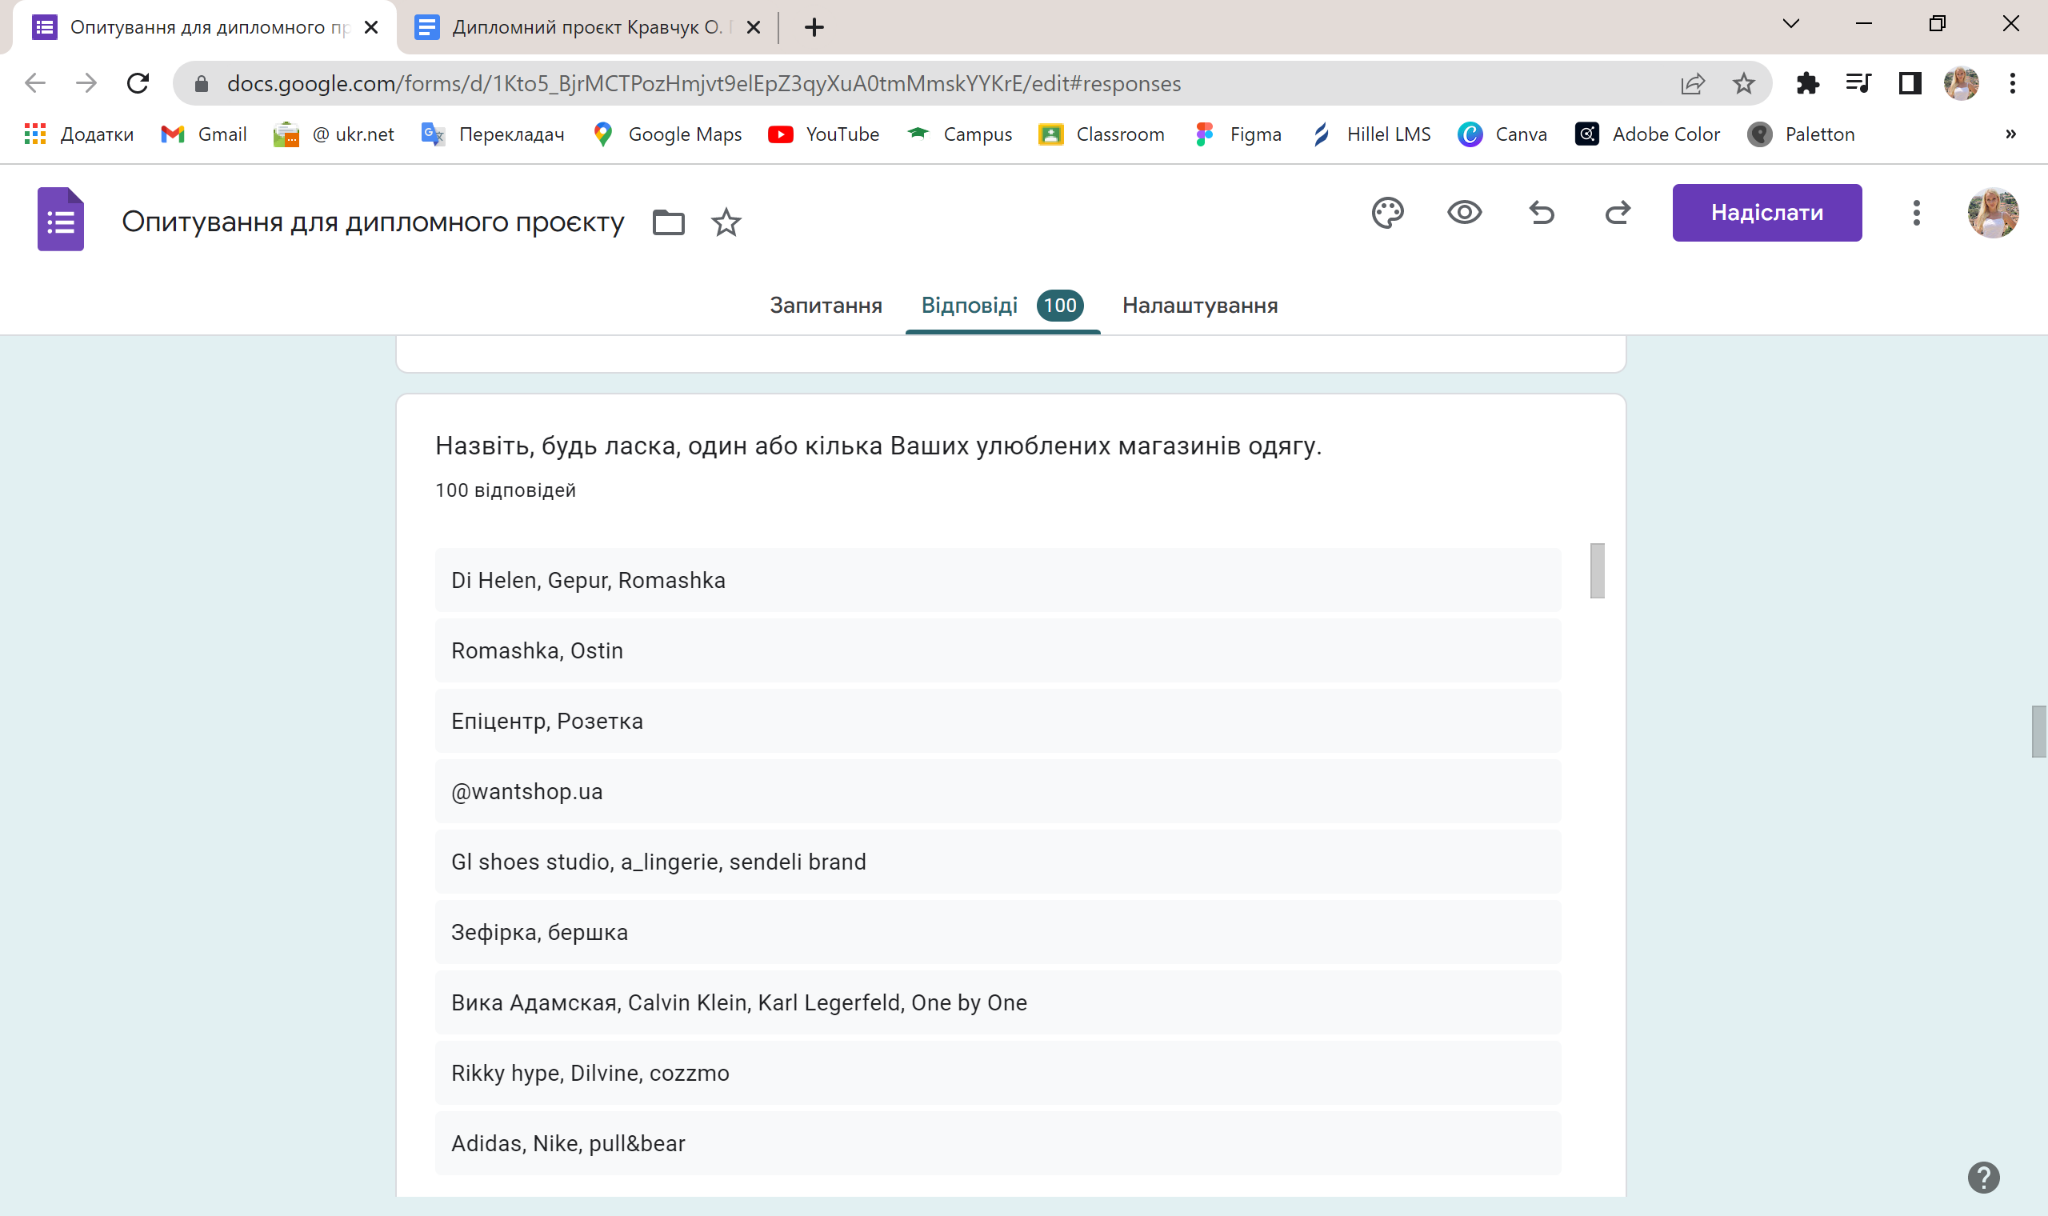 Опитування для дипломного пр
Дипломний проєкт Кравчук О.
docs.google.com/forms/d/1Kto5_BjrMCTPozHmjvt9elEpZ3qyXuA0tmMmskYYKrE/edit#responses
Додатки Gmail @ ukr.net Перекладач Google Maps YouTube Campus Classroom Figma Hillel LMS Canva Adobe Color Paletton »
Опитування для дипломного проєкту
Надіслати
Запитання Відповіді 100 Налаштування
Назвіть, будь ласка, один або кілька Ваших улюблених магазинів одягу.
100 відповідей
Di Helen, Gepur, Romashka
Romashka, Ostin
Епіцентр, Розетка
@wantshop.ua
Gl shoes studio, a_lingerie, sendeli brand
Зефірка, бершка
Вика Адамская, Calvin Klein, Karl Legerfeld, One by One
Rikky hype, Dilvine, cozzmo
Adidas, Nike, pull&bear